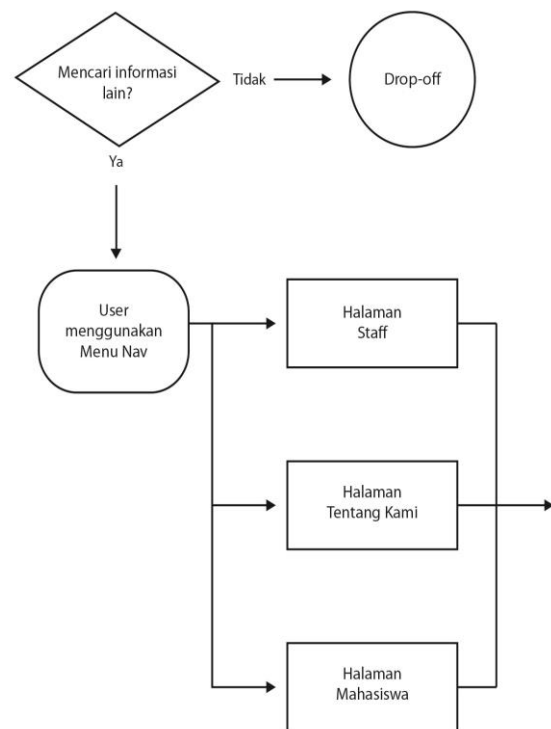 Mencari informasi
lain?
Tidak
Drop-off
Ya
User
menggunakan
Menu Nav
Halaman
Staff
Halaman
Tentang Kami
Halaman
Mahasiswa